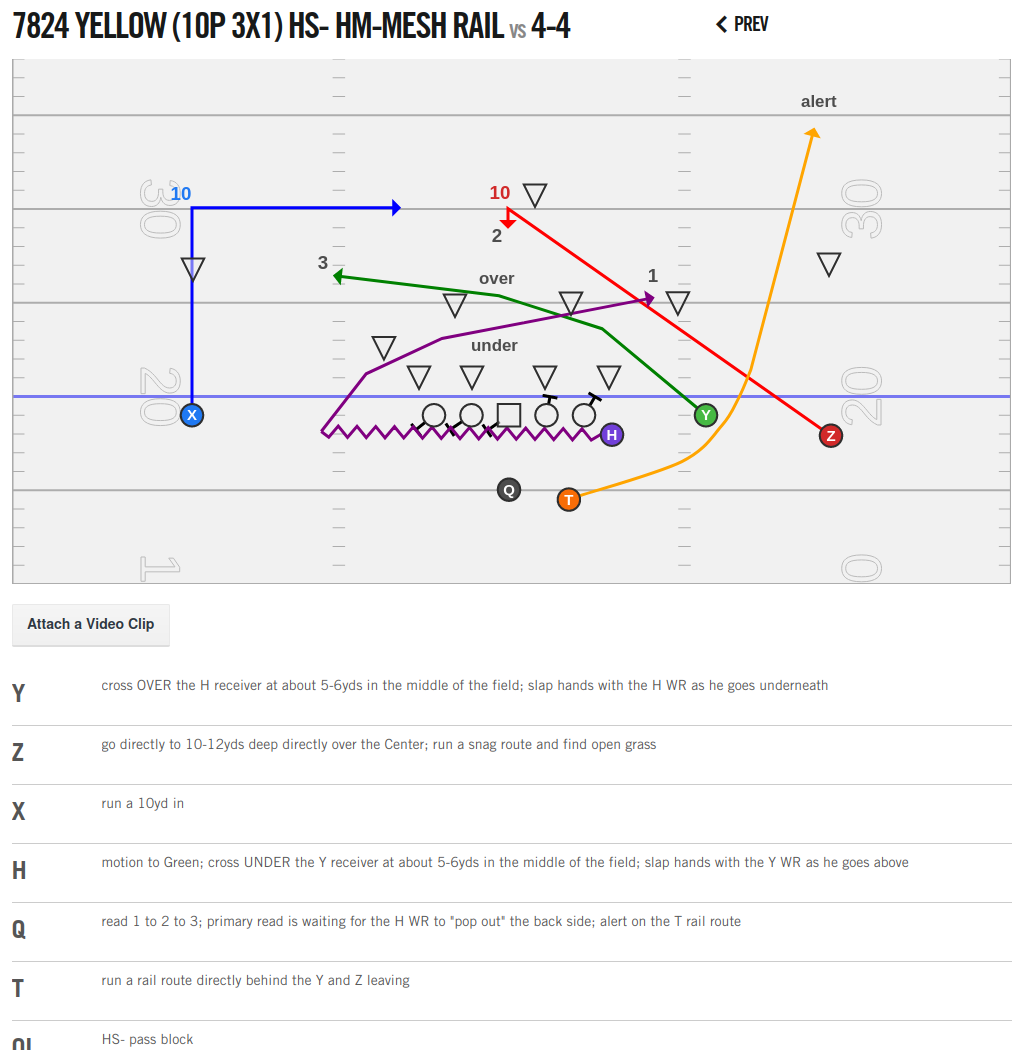 7824 YELLOW (10P 3X1) HS- HM-MESH RAIL vs 4-4
PREV
alert
30
10
10
30
2
3
over
1
under
20
20
X
Y
H
Z
Q
T
1
0
Attach a Video Clip
Y cross OVER the H receiver at about 5-6yds in the middle of the field; slap hands with the H WR as he goes underneath
Z go directly to 10-12yds deep directly over the Center; run a snag route and find open grass
X run a 10yd in
H motion to Green; cross UNDER the Y receiver at about 5-6yds in the middle of the field; slap hands with the Y WR as he goes above
Q read 1 to 2 to 3; primary read is waiting for the H WR to "pop out" the back side; alert on the T rail route
T run a rail route directly behind the Y and Z leaving
OL HS- pass block